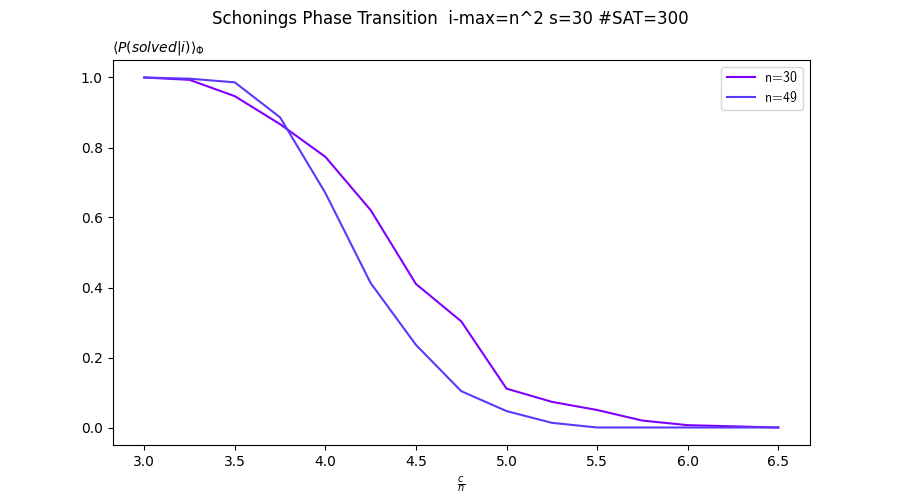 Schonings Phase Transition  i-max=n^2 s=30 #SAT=300
⟨P(solved|i)⟩Φ
n=30
n=49
1.0
0.8
0.6
0.4
0.2
0.0
3.0 3.5 4.0 4.5 5.0 5.5 6.0 6.5
c
n